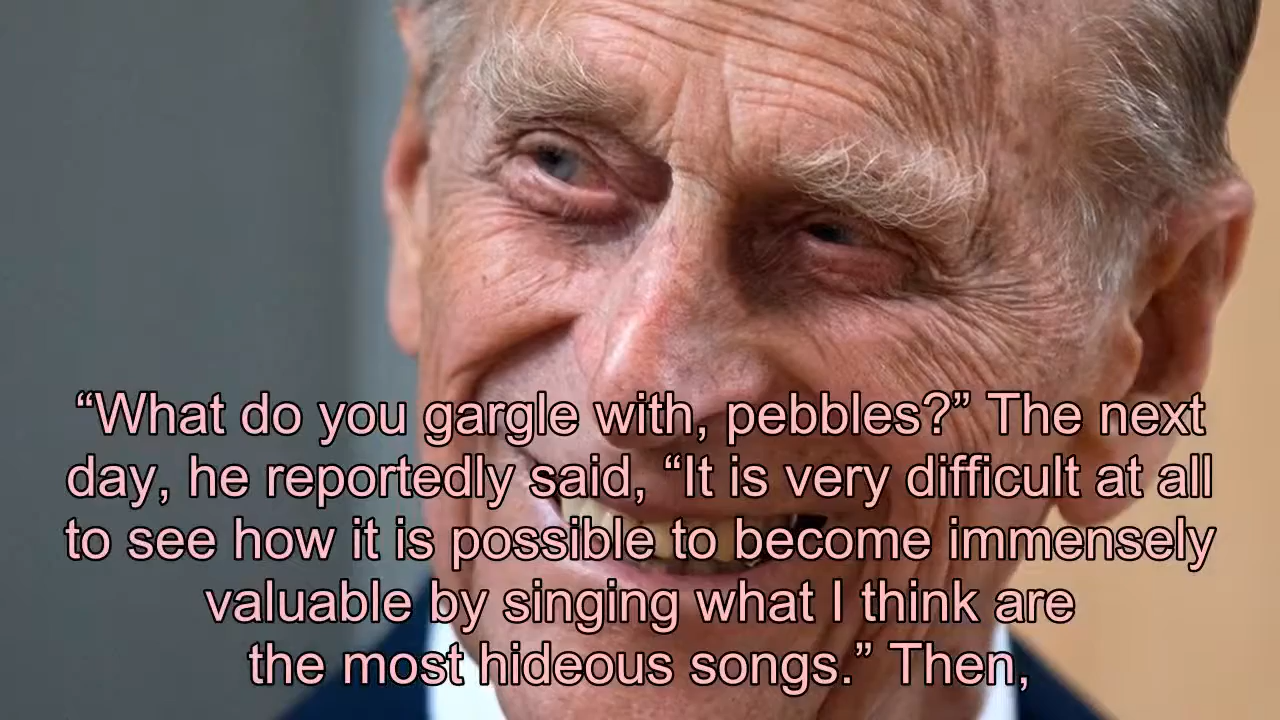 “What do you gargle with, pebbles?” The next
day, he reportedly said, “It is very difficult at all
to see how it is possible to become immensely
valuable by singing what I think are
the most hideous songs.” Then,